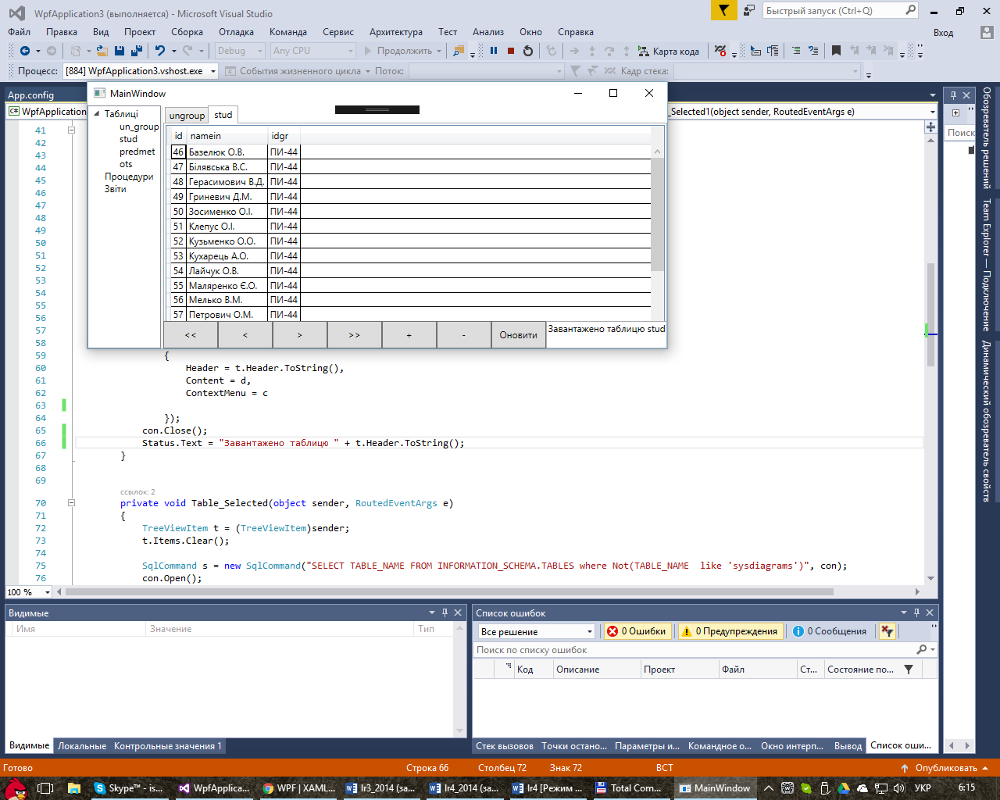 WpfApplication3 (выполняется) - Microsoft Visual Studio
Быстрый запуск (Ctrl+Q)
Файл Правка Вид Проект Сборка Отладка Команда Сервис Архитектура Тест Анализ Окно Справка Вход
Debug Any CPU Продолжить Карта кода
Процесс: [884] WpfApplication3.vshost.exe События жизненного цикла Поток: Кадр стека:
App.config
C# WpfApplication
_Selected1(object sender, RoutedEventArgs e)
MainWindow
Таблиці
un_group
stud
predmet
ots
Процедури
Звіти
ungroup stud
id namein idgr
46 Базелюк О.В. ПИ-44
47 Білявська В.С. ПИ-44
48 Герасимович В.Д. ПИ-44
49 Гриневич Д.М. ПИ-44
50 Зосименко О.І. ПИ-44
51 Клепус О.І. ПИ-44
52 Кузьменко О.О. ПИ-44
53 Кухарець А.О. ПИ-44
54 Лайчук О.В. ПИ-44
55 Маляренко Є.О. ПИ-44
56 Мелько В.М. ПИ-44
57 Петрович О.М. ПИ-44
<< < > >> + - Оновити Завантажено таблицю stud
41
42
43
44
45
46
47
48
49
50
51
52
53
54
55
56
57
58
59 {
60 Header = t.Header.ToString(),
61 Content = d,
62 ContextMenu = c
63
64 });
65 con.Close();
66 Status.Text = "Завантажено таблицю " + t.Header.ToString();
67 }
68
69
ссылок: 2
70 private void Table_Selected(object sender, RoutedEventArgs e)
71 {
72 TreeViewItem t = (TreeViewItem)sender;
73 t.Items.Clear();
74
75 SqlCommand s = new SqlCommand("SELECT TABLE_NAME FROM INFORMATION_SCHEMA.TABLES where Not(TABLE_NAME like 'sysdiagrams')", con);
76 con.Open();
100 %
Поиск
Обозреватель решений
Team Explorer — Подключение
Динамический обозреватель свойств
Видимые
Имя Значение Тип
Видимые Локальные Контрольные значения 1
Список ошибок
Все решение 0 Ошибки 0 Предупреждения 0 Сообщения
Поиск по списку ошибок
Код Описание Проект Файл Ст... Состояние по...
Стек вызовов Точки остано... Параметры и... Командное о... Окно интерп... Вывод Список оши...
Готово Строка 66 Столбец 72 Знак 72 ВСТ Опубликовать
Skype™ - is... WpfApplica... WPF | XAML... lr3_2014 (за... lr4_2014 (за... lr4 [Режим ... Total Com... MainWindow УКР 6:15